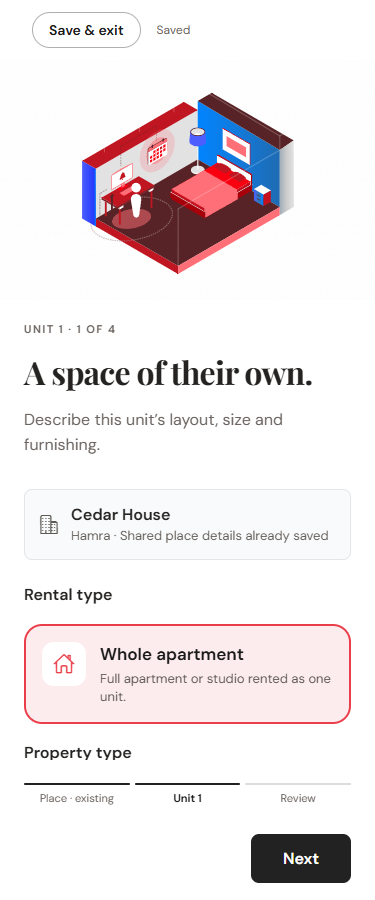 Save & exit
Saved
UNIT 1 · 1 OF 4
A space of their own.
Describe this unit’s layout, size and
furnishing.
Cedar House
Hamra · Shared place details already saved
Rental type
Whole apartment
Full apartment or studio rented as one
unit.
Property type
Place · existing
Unit 1
Review
Next